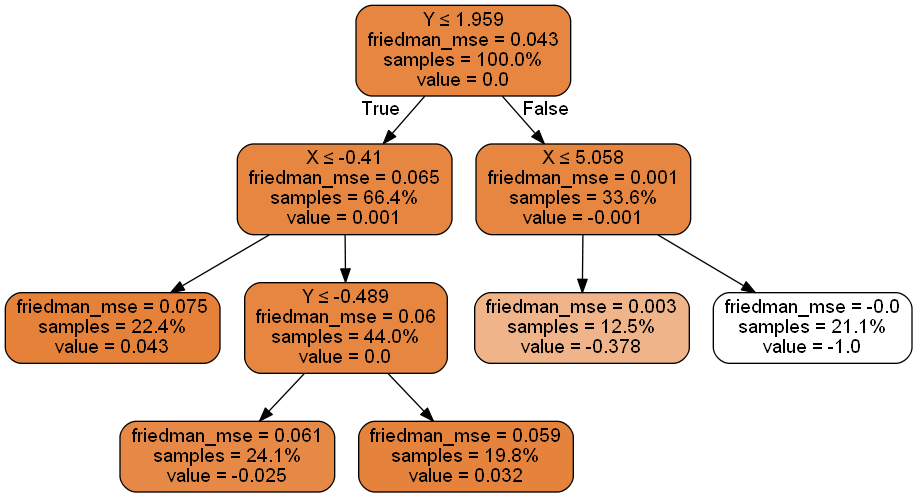 Y ≤ 1.959
friedman_mse = 0.043
samples = 100.0%
value = 0.0
True
False
X ≤ -0.41
friedman_mse = 0.065
samples = 66.4%
value = 0.001
X ≤ 5.058
friedman_mse = 0.001
samples = 33.6%
value = -0.001
friedman_mse = 0.075
samples = 22.4%
value = 0.043
Y ≤ -0.489
friedman_mse = 0.06
samples = 44.0%
value = 0.0
friedman_mse = 0.003
samples = 12.5%
value = -0.378
friedman_mse = -0.0
samples = 21.1%
value = -1.0
friedman_mse = 0.061
samples = 24.1%
value = -0.025
friedman_mse = 0.059
samples = 19.8%
value = 0.032